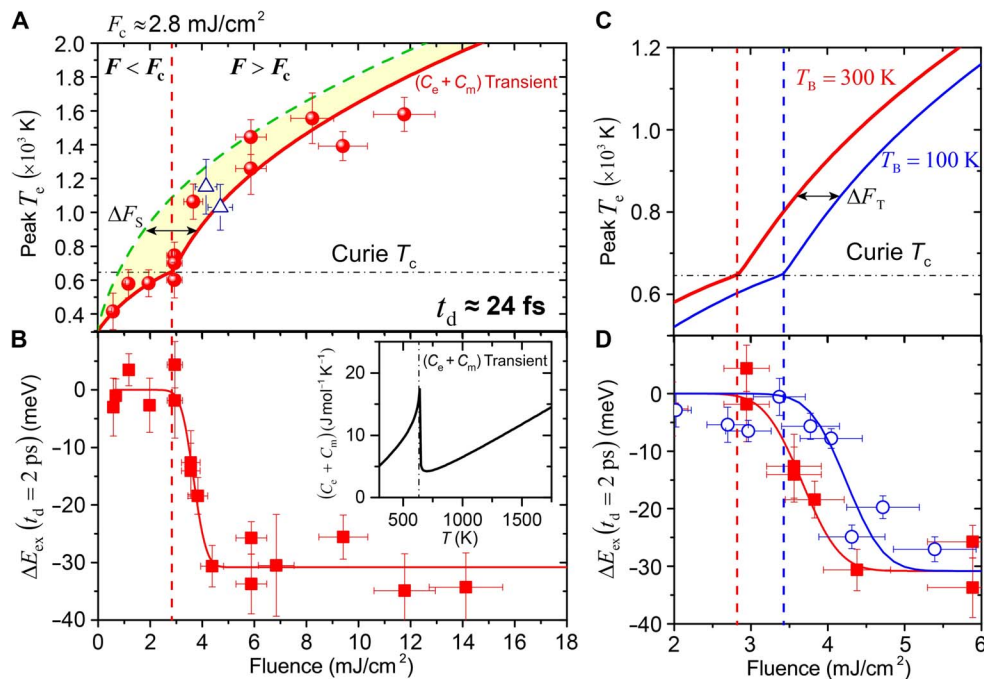 A
F_c ≈ 2.8 mJ/cm²
F < F_c
F > F_c
(C_e + C_m) Transient
ΔF_S
Curie T_c
t_d ≈ 24 fs
Peak T_e (×10³ K)
2.0
1.8
1.6
1.4
1.2
1.0
0.8
0.6
0.4
B
ΔE_ex (t_d = 2 ps) (meV)
0
−10
−20
−30
−40
(C_e + C_m) Transient
(C_e + C_m) (J mol⁻¹ K⁻¹)
20
10
0
500 1000 1500
T (K)
0 2 4 6 8 10 12 14 16 18
Fluence (mJ/cm²)
C
T_B = 300 K
T_B = 100 K
ΔF_T
Curie T_c
Peak T_e (×10³ K)
1.2
1.0
0.8
0.6
D
ΔE_ex (t_d = 2 ps) (meV)
0
−10
−20
−30
−40
2 3 4 5 6
Fluence (mJ/cm²)